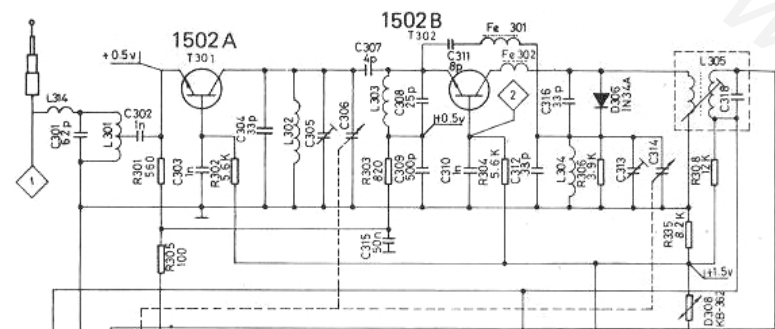 1502A
T301
1502B
T302
Fe 301
Fe 302
+0.5v
C307
4p
C311
8p
L305
L314
C301
62p
L301
C302
1n
R301
560
C303
1n
R302
5.6K
C304
33p
L302
C305
C306
L303
C308
25p
+0.5v
R303
820
C309
500p
C310
1n
R304
5.6K
2
C316
33p
C312
33p
L304
D306
1N34A
R306
3.9K
C313
C314
C318
R308
12K
1
R305
100
C315
50n
R335
8.2K
+1.5v
D308
KB-362